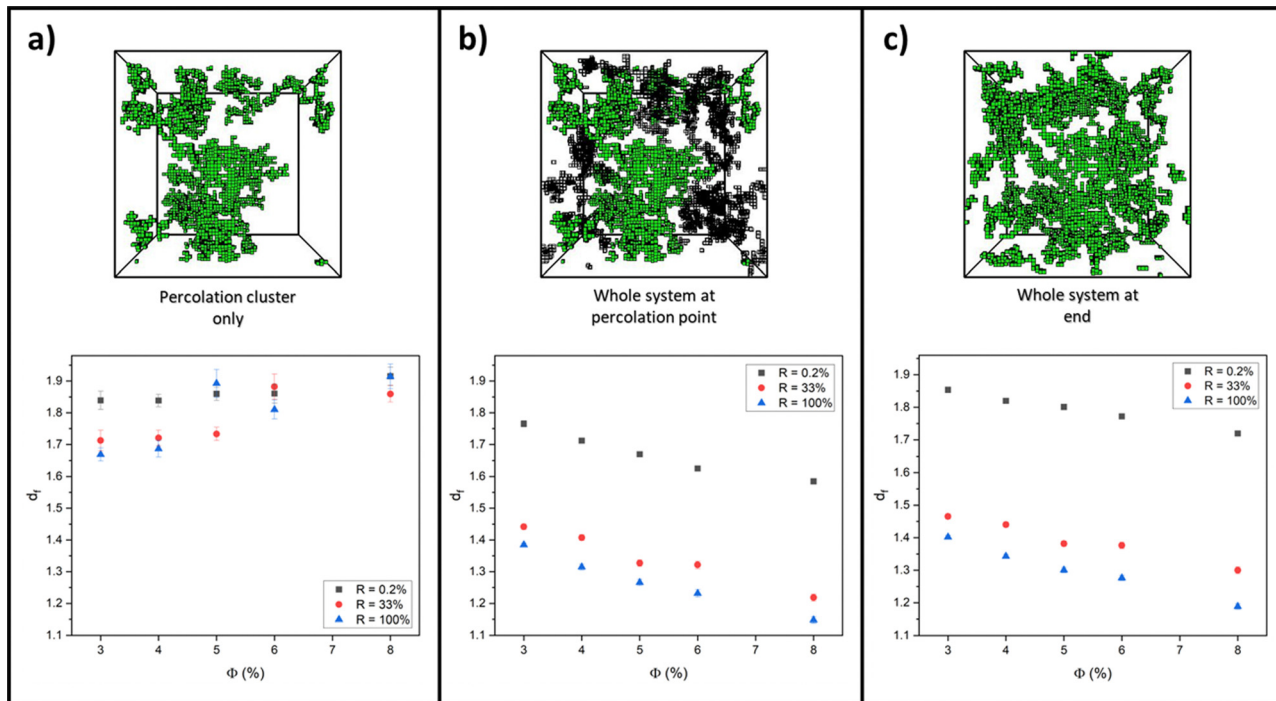 a)
Percolation cluster
only
1.9
1.8
1.7
1.6
1.5
1.4
1.3
1.2
1.1
d_f
R = 0.2%
R = 33%
R = 100%
3 4 5 6 7 8
Φ (%)
b)
Whole system at
percolation point
1.9
1.8
1.7
1.6
1.5
1.4
1.3
1.2
1.1
d_f
R = 0.2%
R = 33%
R = 100%
3 4 5 6 7 8
Φ (%)
c)
Whole system at
end
1.9
1.8
1.7
1.6
1.5
1.4
1.3
1.2
1.1
d_f
R = 0.2%
R = 33%
R = 100%
3 4 5 6 7 8
Φ (%)